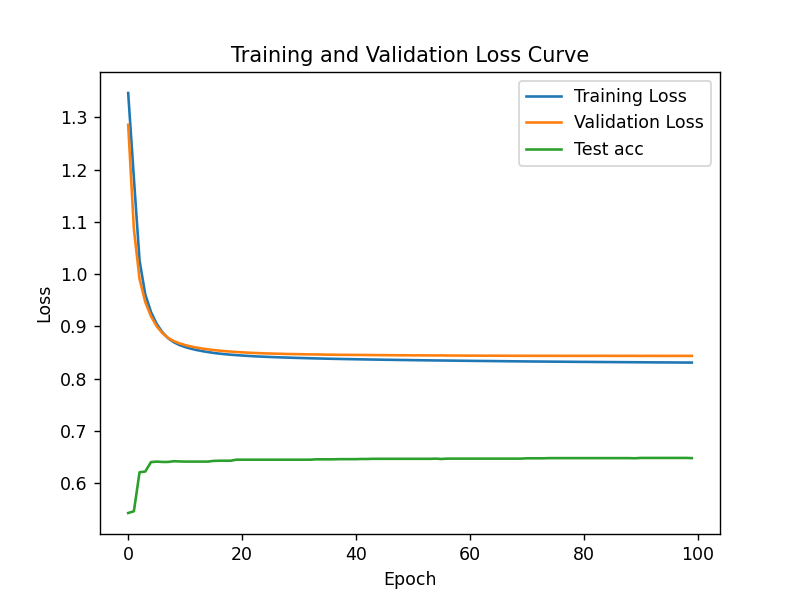 Training and Validation Loss Curve
Training Loss
Validation Loss
Test acc
1.3
1.2
1.1
1.0
0.9
0.8
0.7
0.6
Loss
0 20 40 60 80 100
Epoch